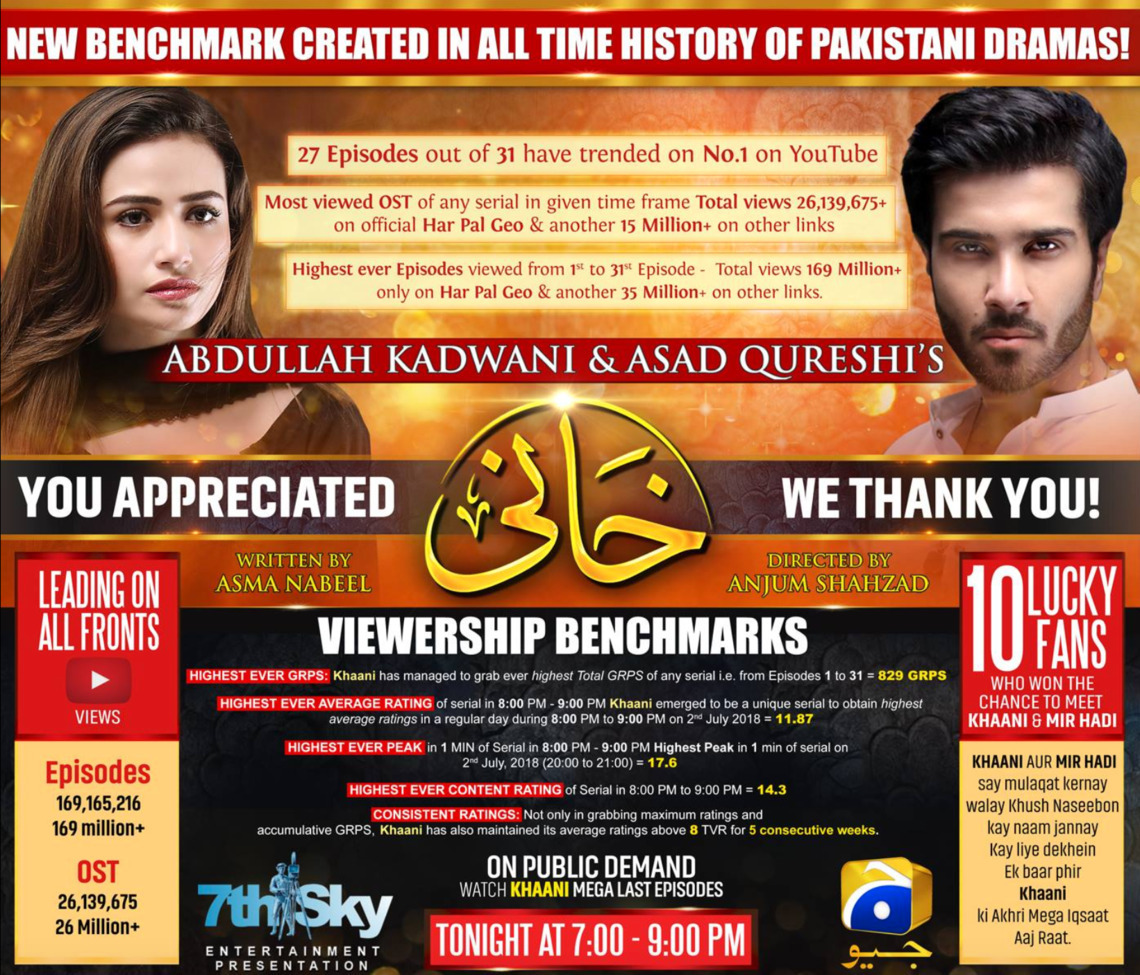 NEW BENCHMARK CREATED IN ALL TIME HISTORY OF PAKISTANI DRAMAS!
27 Episodes out of 31 have trended on No.1 on YouTube
Most viewed OST of any serial in given time frame Total views 26,139,675+
on official Har Pal Geo & another 15 Million+ on other links
Highest ever Episodes viewed from 1st to 31st Episode - Total views 169 Million+
only on Har Pal Geo & another 35 Million+ on other links.
ABDULLAH KADWANI & ASAD QURESHI'S
خانی
YOU APPRECIATED
WE THANK YOU!
WRITTEN BY
ASMA NABEEL
DIRECTED BY
ANJUM SHAHZAD
LEADING ON
ALL FRONTS
VIEWS
Episodes
169,165,216
169 million+
OST
26,139,675
26 Million+
VIEWERSHIP BENCHMARKS
HIGHEST EVER GRPS: Khaani has managed to grab ever highest Total GRPS of any serial i.e. from Episodes 1 to 31 = 829 GRPS
HIGHEST EVER AVERAGE RATING of serial in 8:00 PM - 9:00 PM Khaani emerged to be a unique serial to obtain highest
average ratings in a regular day during 8:00 PM to 9:00 PM on 2nd July 2018 = 11.87
HIGHEST EVER PEAK in 1 MIN of Serial in 8:00 PM - 9:00 PM Highest Peak in 1 min of serial on
2nd July, 2018 (20:00 to 21:00) = 17.6
HIGHEST EVER CONTENT RATING of Serial in 8:00 PM to 9:00 PM = 14.3
CONSISTENT RATINGS: Not only in grabbing maximum ratings and
accumulative GRPS, Khaani has also maintained its average ratings above 8 TVR for 5 consecutive weeks.
7th Sky
ENTERTAINMENT
PRESENTATION
ON PUBLIC DEMAND
WATCH KHAANI MEGA LAST EPISODES
TONIGHT AT 7:00 - 9:00 PM
جیو
10 LUCKY
FANS
WHO WON THE
CHANCE TO MEET
KHAANI & MIR HADI
KHAANI AUR MIR HADI
say mulaqat kernay
walay Khush Naseebon
kay naam jannay
Kay liye dekhein
Ek baar phir
Khaani
ki Akhri Mega Iqsaat
Aaj Raat.